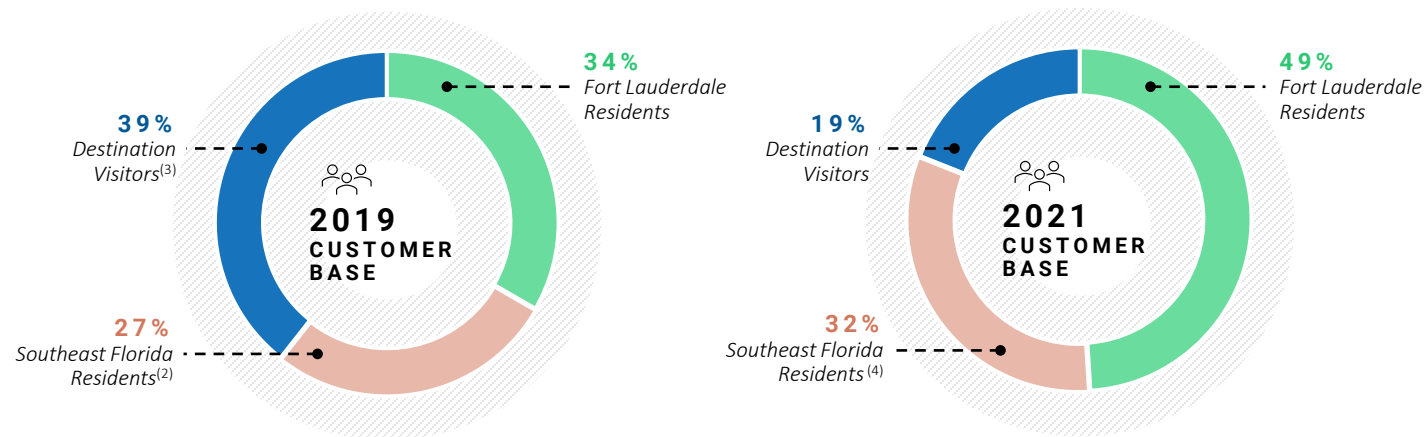 34%
Fort Lauderdale
Residents
39%
Destination
Visitors(3)
2019
CUSTOMER
BASE
27%
Southeast Florida
Residents(2)
49%
Fort Lauderdale
Residents
19%
Destination
Visitors
2021
CUSTOMER
BASE
32%
Southeast Florida
Residents (4)